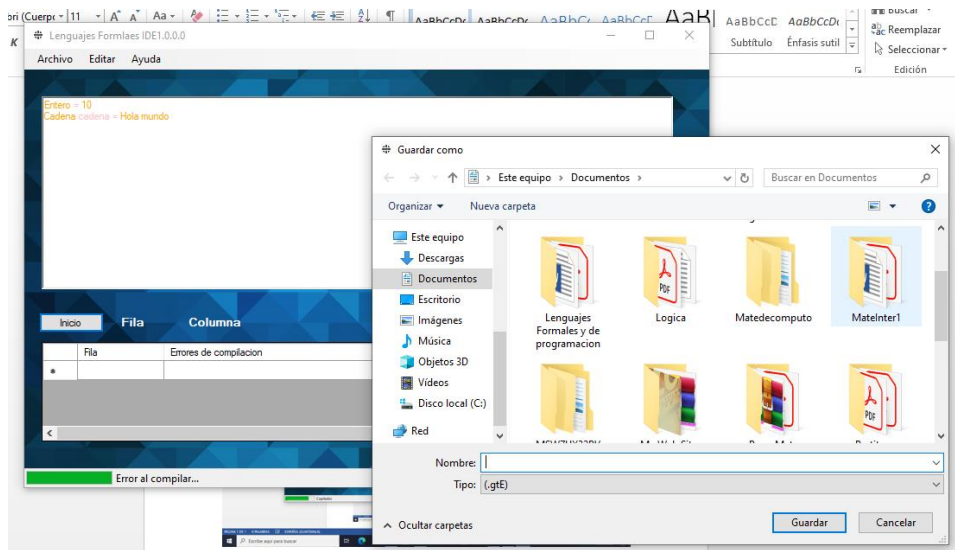 ori (Cuerpo 11 A A Aa
AaBbCcDc AaBbCcDc AaBbCc AaBbCcD AaB AaBbCcD AaBbCcDc
Buscar
Reemplazar
Subtítulo Énfasis sutil
Seleccionar
Edición
K
Lenguajes Formlaes IDE1.0.0.0
Archivo Editar Ayuda
Entero = 10
Cadena cadena = Hola mundo
Inicio Fila Columna
Fila Errores de compilacion
Error al compilar...
Guardar como
Este equipo > Documentos >
Buscar en Documentos
Organizar Nueva carpeta
Este equipo
Descargas
Documentos
Escritorio
Imágenes
Música
Objetos 3D
Vídeos
Disco local (C:)
Red
Lenguajes
Formales y de
programacion
Logica
PDF
Matedecomputo
MateInter1
PDF
Nombre:
Tipo: (.gtE)
Ocultar carpetas
Guardar Cancelar